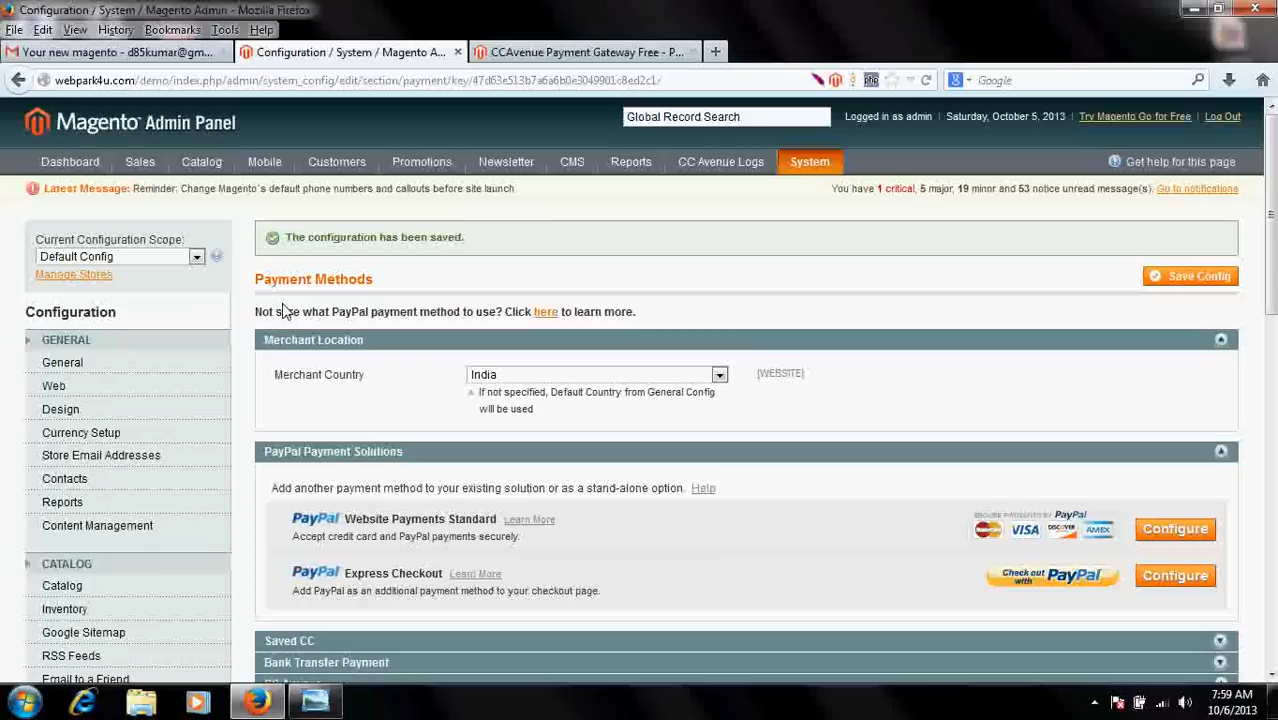 Configuration / System / Magento Admin - Mozilla Firefox
File Edit View History Bookmarks Tools Help
Your new magento - d85kumar@gm...
Configuration / System / Magento A...
CCAvenue Payment Gateway Free - P...
webpark4u.com/demo/index.php/admin/system_config/edit/section/payment/key/47d63e513b7a6a6b0e3049901c8ed2c1/
Google
Magento Admin Panel
Global Record Search
Logged in as admin
Saturday, October 5, 2013
Try Magento Go for Free
Log Out
Dashboard Sales Catalog Mobile Customers Promotions Newsletter CMS Reports CC Avenue Logs System
Get help for this page
Latest Message: Reminder: Change Magento`s default phone numbers and callouts before site launch
You have 1 critical, 5 major, 19 minor and 53 notice unread message(s). Go to notifications
Current Configuration Scope:
Default Config
Manage Stores
Configuration
GENERAL
General
Web
Design
Currency Setup
Store Email Addresses
Contacts
Reports
Content Management
CATALOG
Catalog
Inventory
Google Sitemap
RSS Feeds
Email to a Friend
The configuration has been saved.
Payment Methods
Save Config
Not sure what PayPal payment method to use? Click here to learn more.
Merchant Location
Merchant Country
India
[WEBSITE]
If not specified, Default Country from General Config
will be used
PayPal Payment Solutions
Add another payment method to your existing solution or as a stand-alone option. Help
PayPal Website Payments Standard Learn More
Accept credit card and PayPal payments securely.
SECURE PAYMENTS BY PayPal
MasterCard VISA DISCOVER AMEX
Configure
PayPal Express Checkout Learn More
Add PayPal as an additional payment method to your checkout page.
Check out with PayPal
Configure
Saved CC
Bank Transfer Payment
7:59 AM
10/6/2013